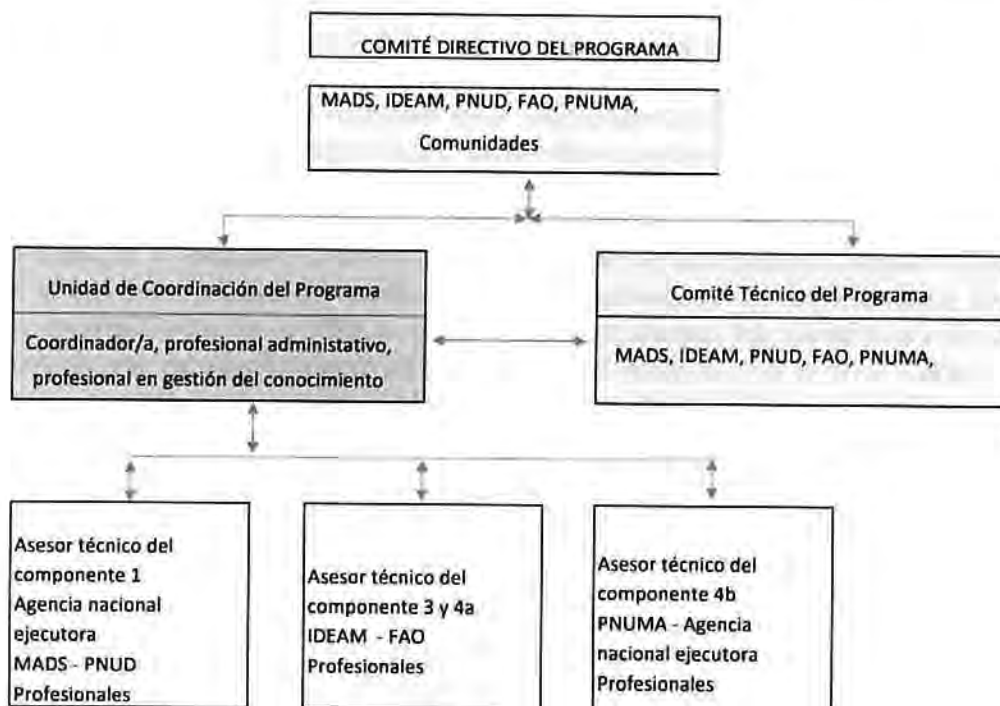 COMITÉ DIRECTIVO DEL PROGRAMA
MADS, IDEAM, PNUD, FAO, PNUMA,
Comunidades
Unidad de Coordinación del Programa
Coordinador/a, profesional administativo,
profesional en gestión del conocimiento
Comité Técnico del Programa
MADS, IDEAM, PNUD, FAO, PNUMA,
Asesor técnico del
componente 1
Agencia nacional
ejecutora
MADS - PNUD
Profesionales
Asesor técnico del
componente 3 y 4a
IDEAM - FAO
Profesionales
Asesor técnico del
componente 4b
PNUMA - Agencia
nacional ejecutora
Profesionales